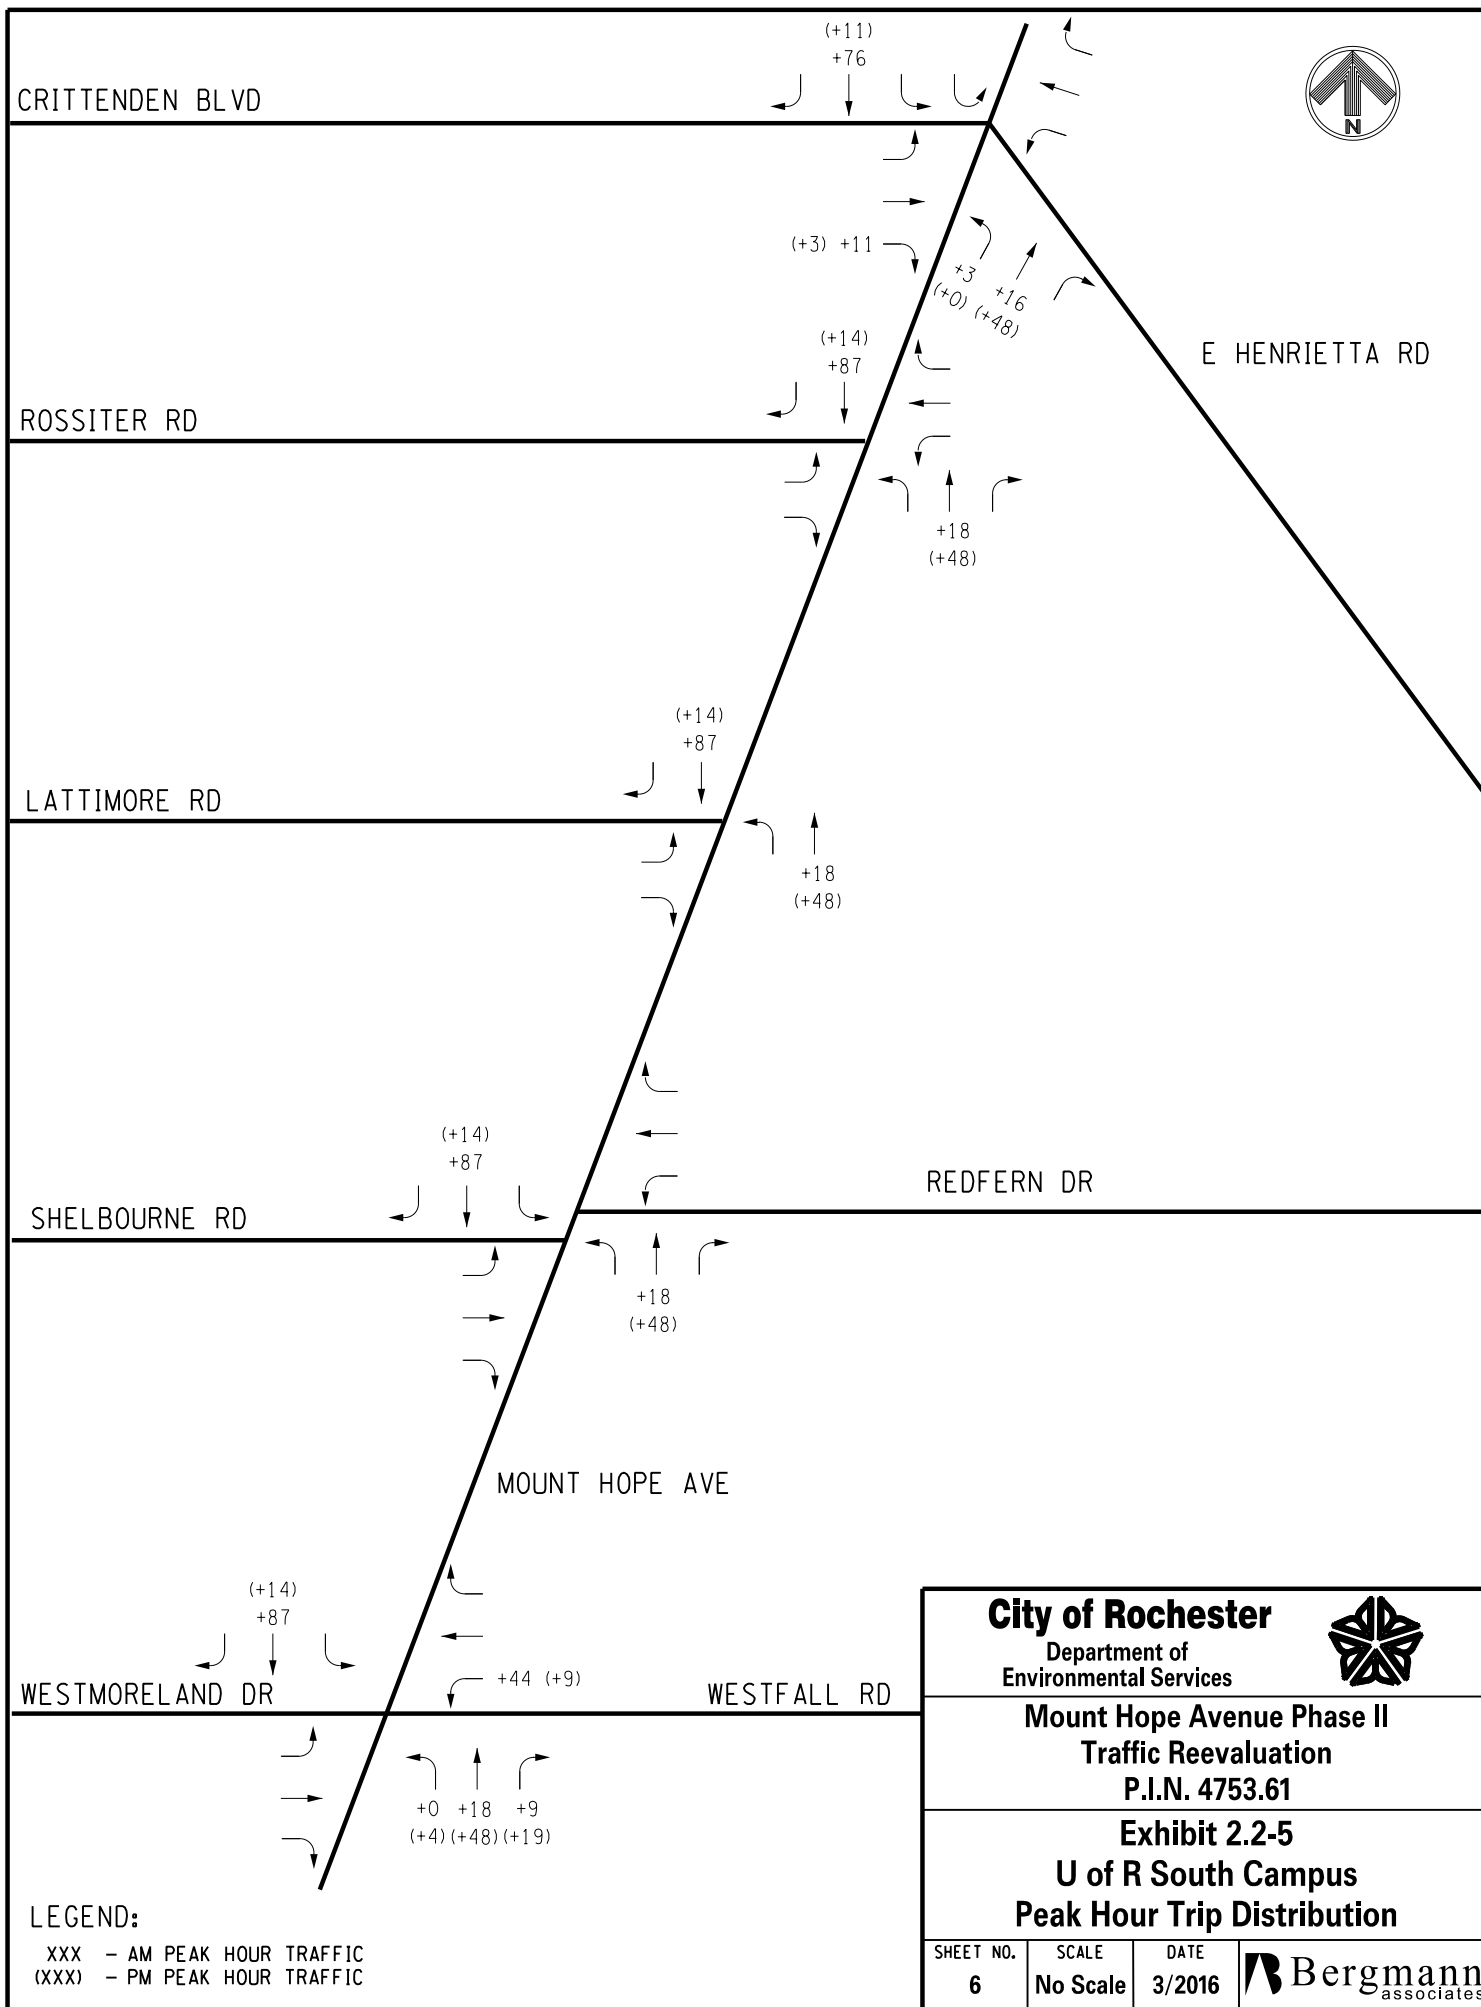 (+11)
+76
CRITTENDEN BLVD
N
(+3) +11
+3
(+0)
+16
(+48)
(+14)
+87
E HENRIETTA RD
ROSSITER RD
+18
(+48)
(+14)
+87
LATTIMORE RD
+18
(+48)
(+14)
+87
REDFERN DR
SHELBOURNE RD
+18
(+48)
MOUNT HOPE AVE
(+14)
+87
+44 (+9)
WESTMORELAND DR
WESTFALL RD
+0 +18 +9
(+4) (+48) (+19)
LEGEND:
XXX - AM PEAK HOUR TRAFFIC
(XXX) - PM PEAK HOUR TRAFFIC
City of Rochester
Department of
Environmental Services
Mount Hope Avenue Phase II
Traffic Reevaluation
P.I.N. 4753.61
Exhibit 2.2-5
U of R South Campus
Peak Hour Trip Distribution
SHEET NO.
6
SCALE
No Scale
DATE
3/2016
Bergmann
associates